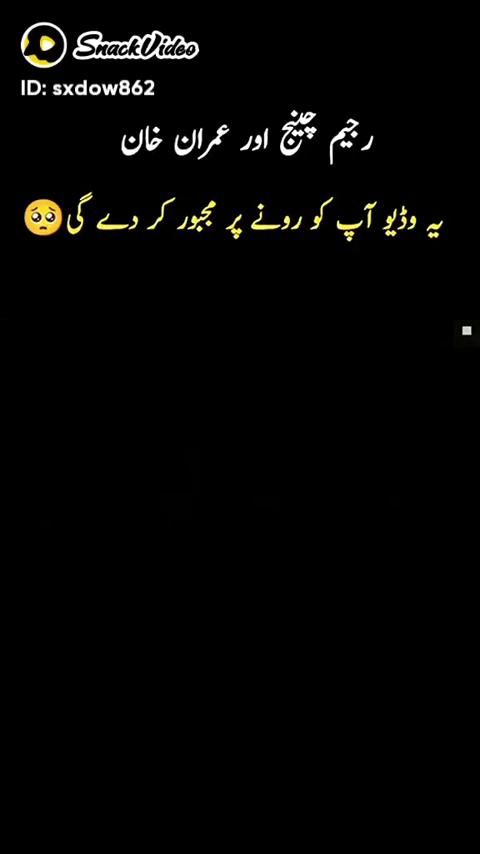 SnackVideo
ID: sxdow862
رجیم چینج اور عمران خان
یہ وڈیو آپ کو رونے پر مجبور کر دے گی🥺